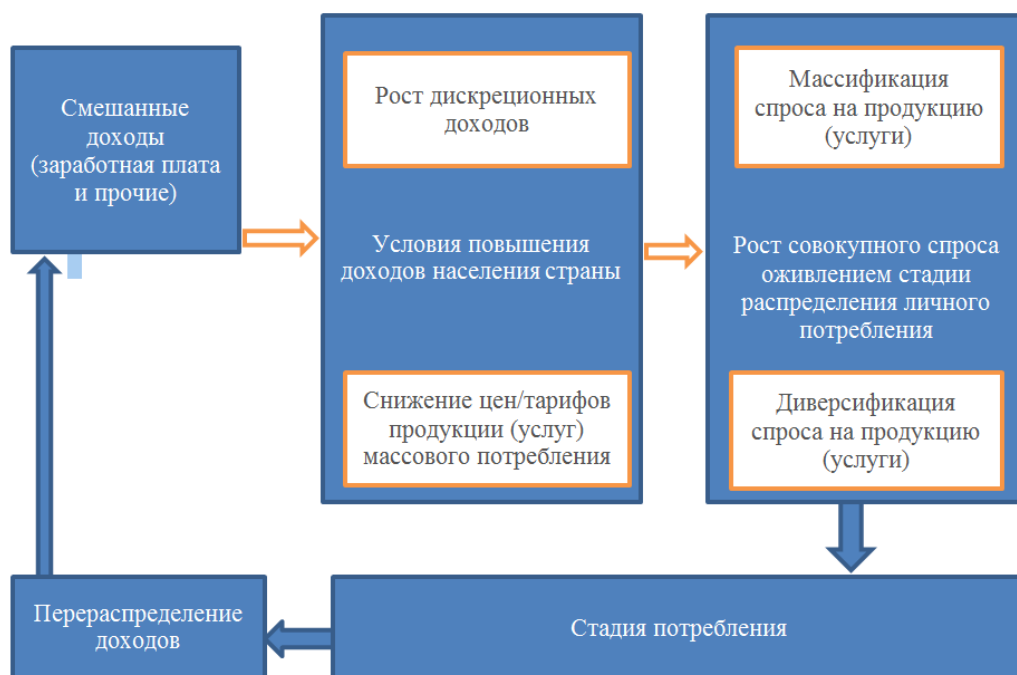 Смешанные
доходы
(заработная плата
и прочие)
Рост дискреционных
доходов
Условия повышения
доходов населения страны
Снижение цен/тарифов
продукции (услуг)
массового потребления
Массификация
спроса на продукцию
(услуги)
Рост совокупного спроса
оживлением стадии
распределения личного
потребления
Диверсификация
спроса на продукцию
(услуги)
Перераспределение
доходов
Стадия потребления